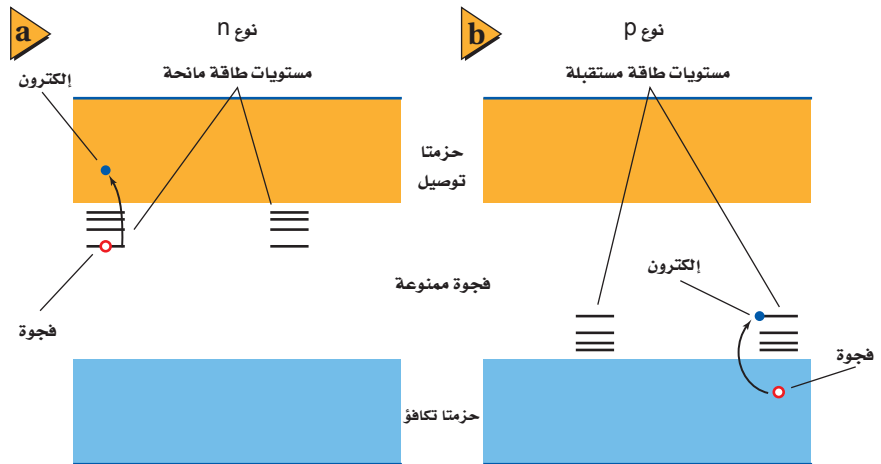 a
نوع n
مستويات طاقة مانحة
إلكترون
فجوة
b
نوع p
مستويات طاقة مستقبلة
إلكترون
فجوة
حزمتا
توصيل
فجوة ممنوعة
حزمتا تكافؤ